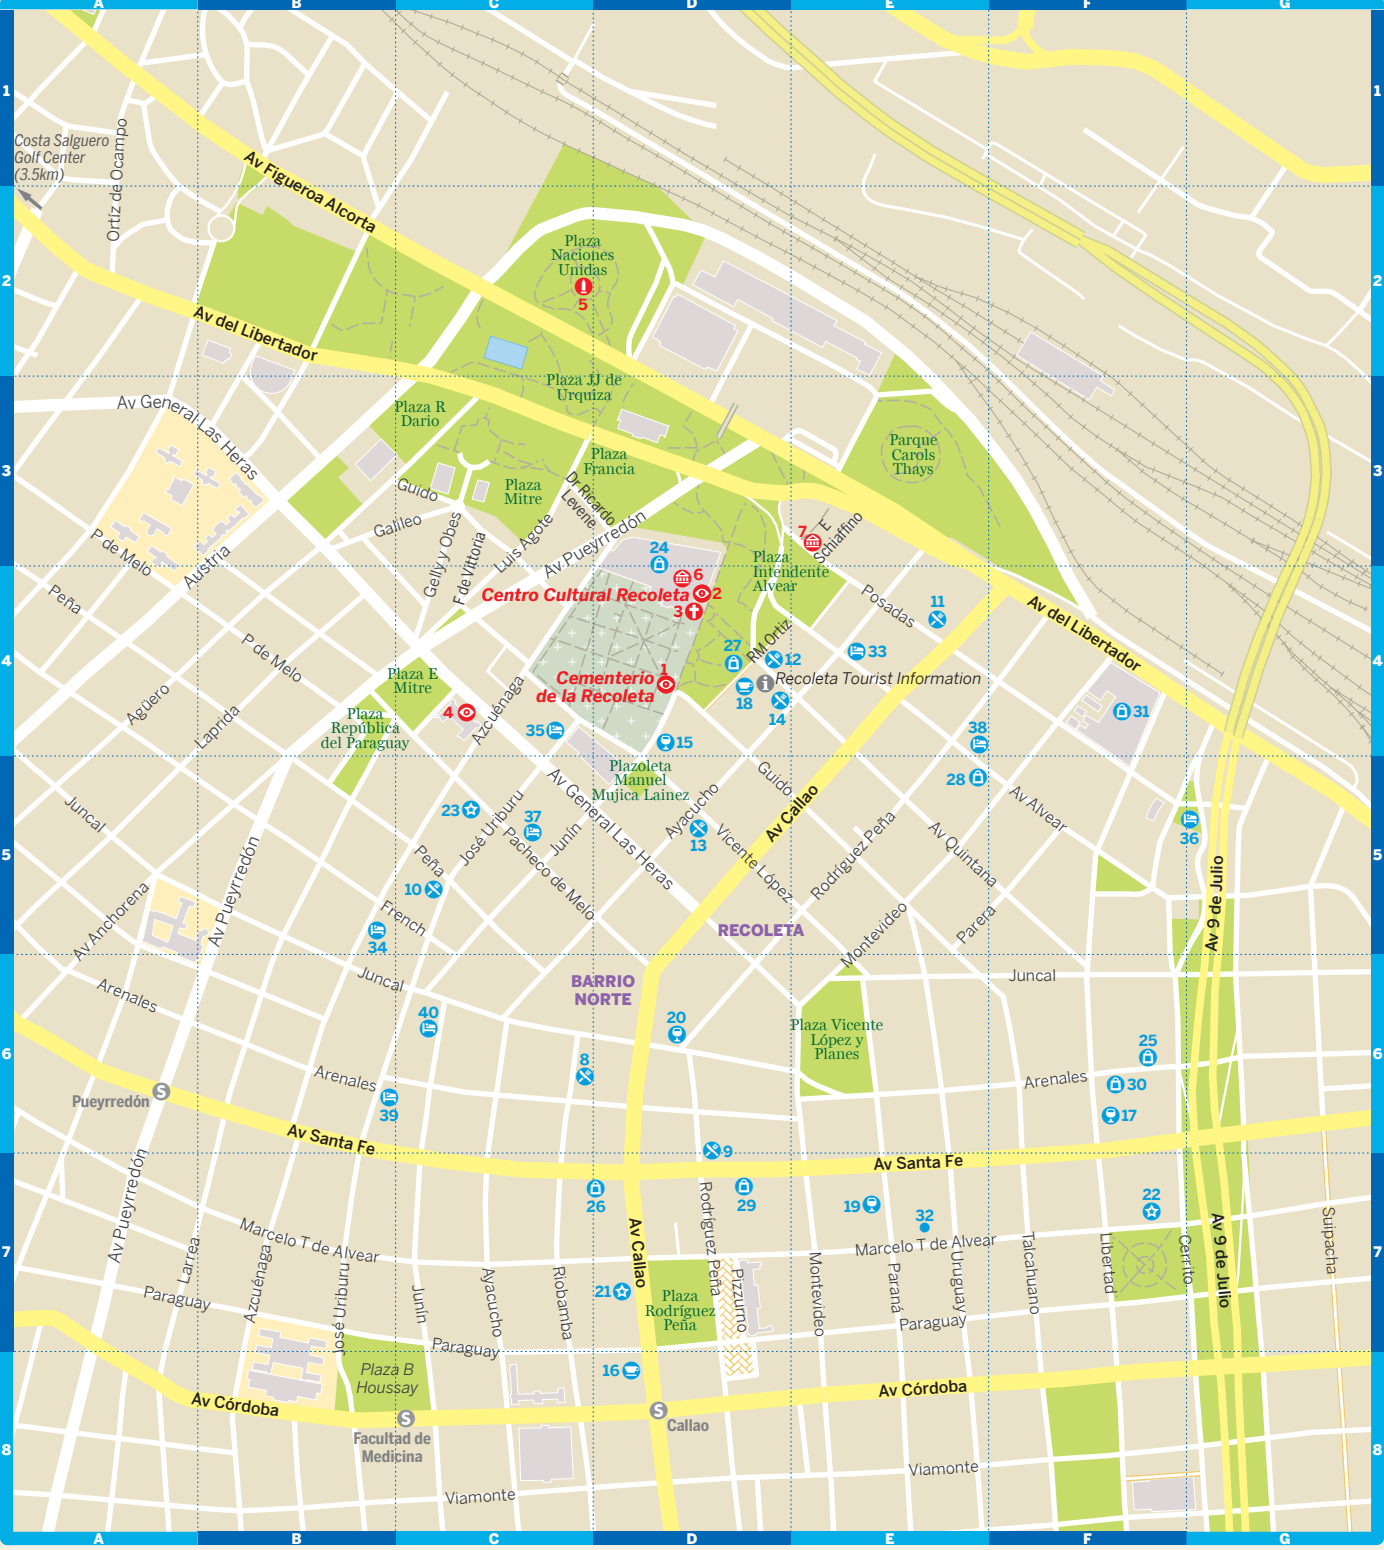 A
B
C
D
E
F
G
1
1
Costa Salguero
Golf Center
(3.5km)
Ortíz de Ocampo
Av Figueroa Alcorta
2
2
Plaza
Naciones
Unidas
5
Av del Libertador
Plaza JJ de
Urquiza
Av General Las Heras
Plaza R
Dario
3
3
Plaza
Francia
Parque
Carols
Thays
Guido
Plaza
Mitre
Dr Ricardo
Levene
Galileo
Gelly y Obes
F de Vittoria
Luis Agote
Av Pueyrredón
7
E
Schiaffino
P de Melo
Austria
24
Plaza
Intendente
Alvear
6
Centro Cultural Recoleta
2
3
Peña
Posadas
11
Av del Libertador
P de Melo
27
RM Ortiz
12
33
4
4
Plaza E
Mitre
Cementerio
de la Recoleta
1
18
Recoleta Tourist Information
14
Agüero
Laprida
Plaza
República
del Paraguay
4
Azcuénaga
35
15
38
31
28
Plazoleta
Manuel
Mujica Lainez
Av General Las Heras
Guido
Av Callao
Av Alvear
Juncal
23
José Uriburu
37
Junín
Pacheco de Melo
Ayacucho
13
Vicente López
Rodríguez Peña
Av Quintana
36
5
5
Peña
10
Av Pueyrredón
Av Anchorena
French
34
RECOLETA
Montevideo
Parera
Av 9 de Julio
Juncal
Juncal
Arenales
BARRIO
NORTE
40
20
Plaza Vicente
López y
Planes
25
8
6
6
Arenales
Arenales
30
39
17
Pueyrredón
S
Av Santa Fe
9
Av Santa Fe
26
29
19
32
22
Av Pueyrredón
Larrea
Marcelo T de Alvear
Azcuénaga
Av Callao
Rodríguez Peña
Marcelo T de Alvear
7
7
Paraguay
José Uriburu
Junín
Ayacucho
Riobamba
21
Plaza
Rodríguez
Peña
Pizzurno
Montevideo
Paraná
Uruguay
Talcahuano
Libertad
Cerrito
Av 9 de Julio
Suipacha
Paraguay
Paraguay
Plaza B
Houssay
16
Av Córdoba
Av Córdoba
S
Facultad de
Medicina
S
Callao
8
8
Viamonte
Viamonte
A
B
C
D
E
F
G